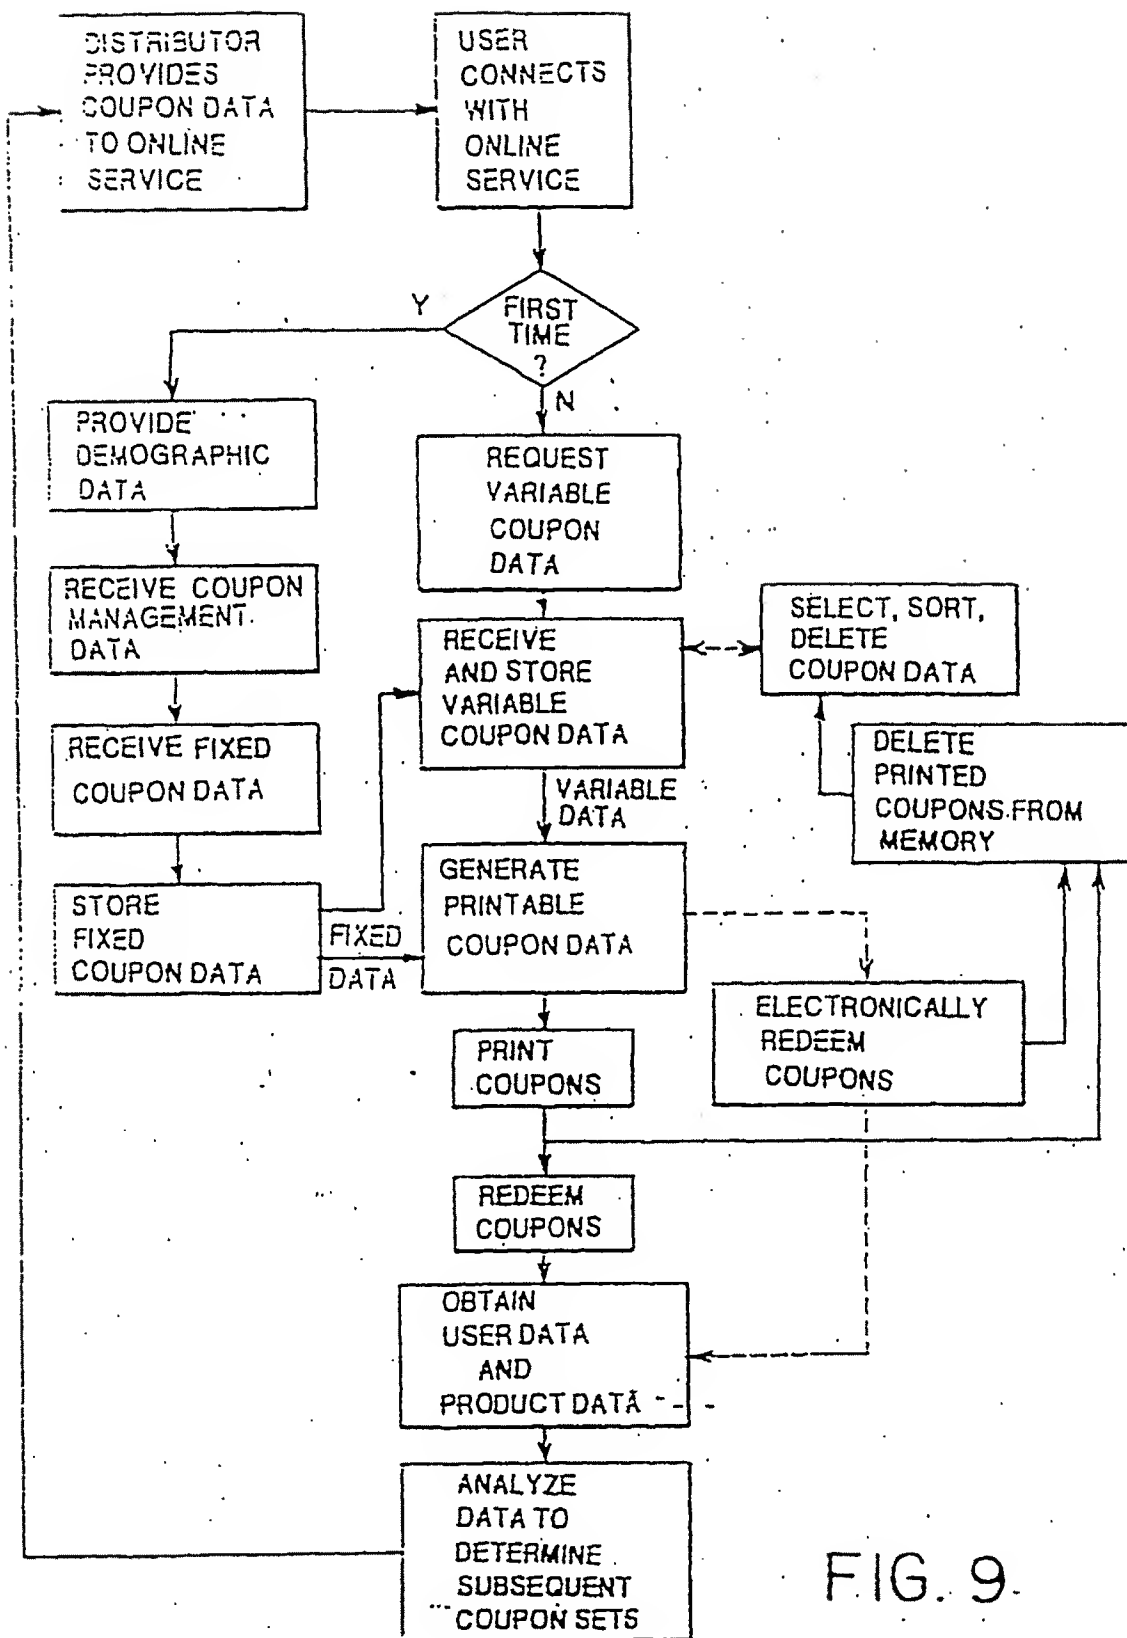 DISTRIBUTOR
PROVIDES
COUPON DATA
TO ONLINE
SERVICE
USER
CONNECTS
WITH
ONLINE
SERVICE
FIRST
TIME
?
Y
N
PROVIDE
DEMOGRAPHIC
DATA
REQUEST
VARIABLE
COUPON
DATA
RECEIVE COUPON
MANAGEMENT
DATA
RECEIVE
AND STORE
VARIABLE
COUPON DATA
SELECT, SORT,
DELETE
COUPON DATA
RECEIVE FIXED
COUPON DATA
VARIABLE
DATA
DELETE
PRINTED
COUPONS FROM
MEMORY
STORE
FIXED
COUPON DATA
FIXED
DATA
GENERATE
PRINTABLE
COUPON DATA
ELECTRONICALLY
REDEEM
COUPONS
PRINT
COUPONS
REDEEM
COUPONS
OBTAIN
USER DATA
AND
PRODUCT DATA
ANALYZE
DATA TO
DETERMINE
SUBSEQUENT
COUPON SETS
FIG. 9